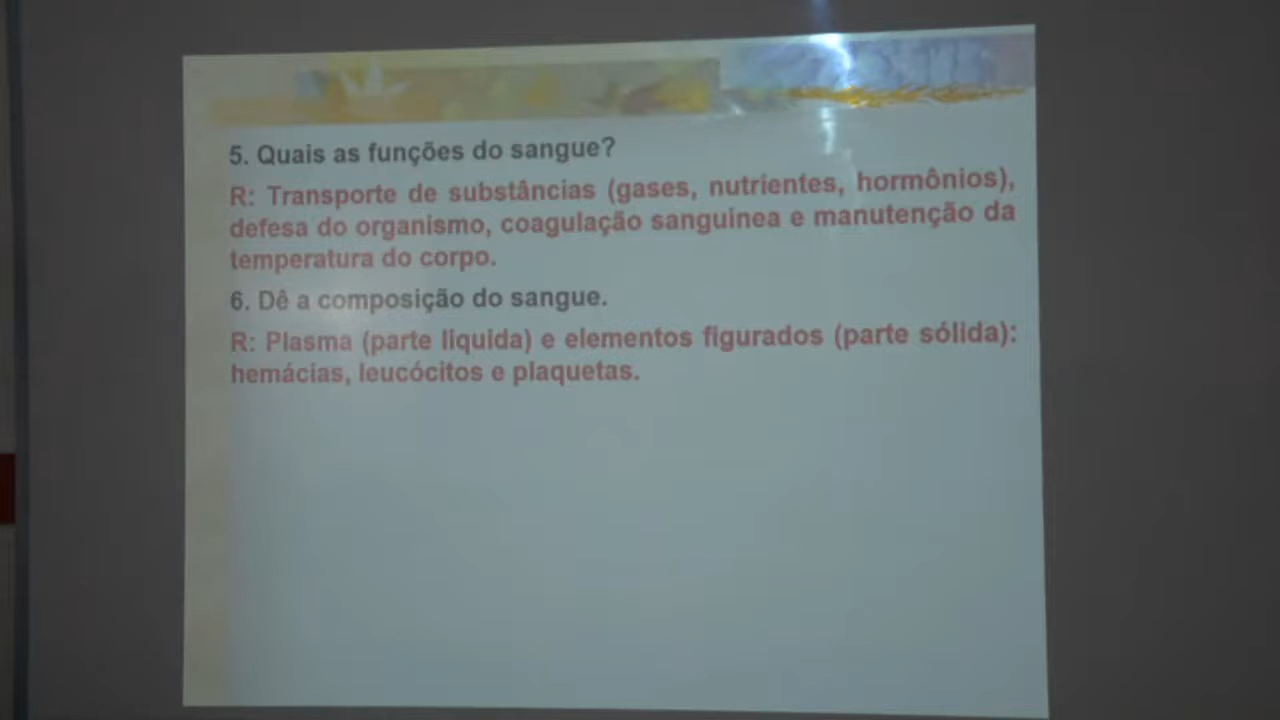 5. Quais as funções do sangue?
R: Transporte de substâncias (gases, nutrientes, hormônios),
defesa do organismo, coagulação sanguinea e manutenção da
temperatura do corpo.
6. Dê a composição do sangue.
R: Plasma (parte liquida) e elementos figurados (parte sólida):
hemácias, leucócitos e plaquetas.